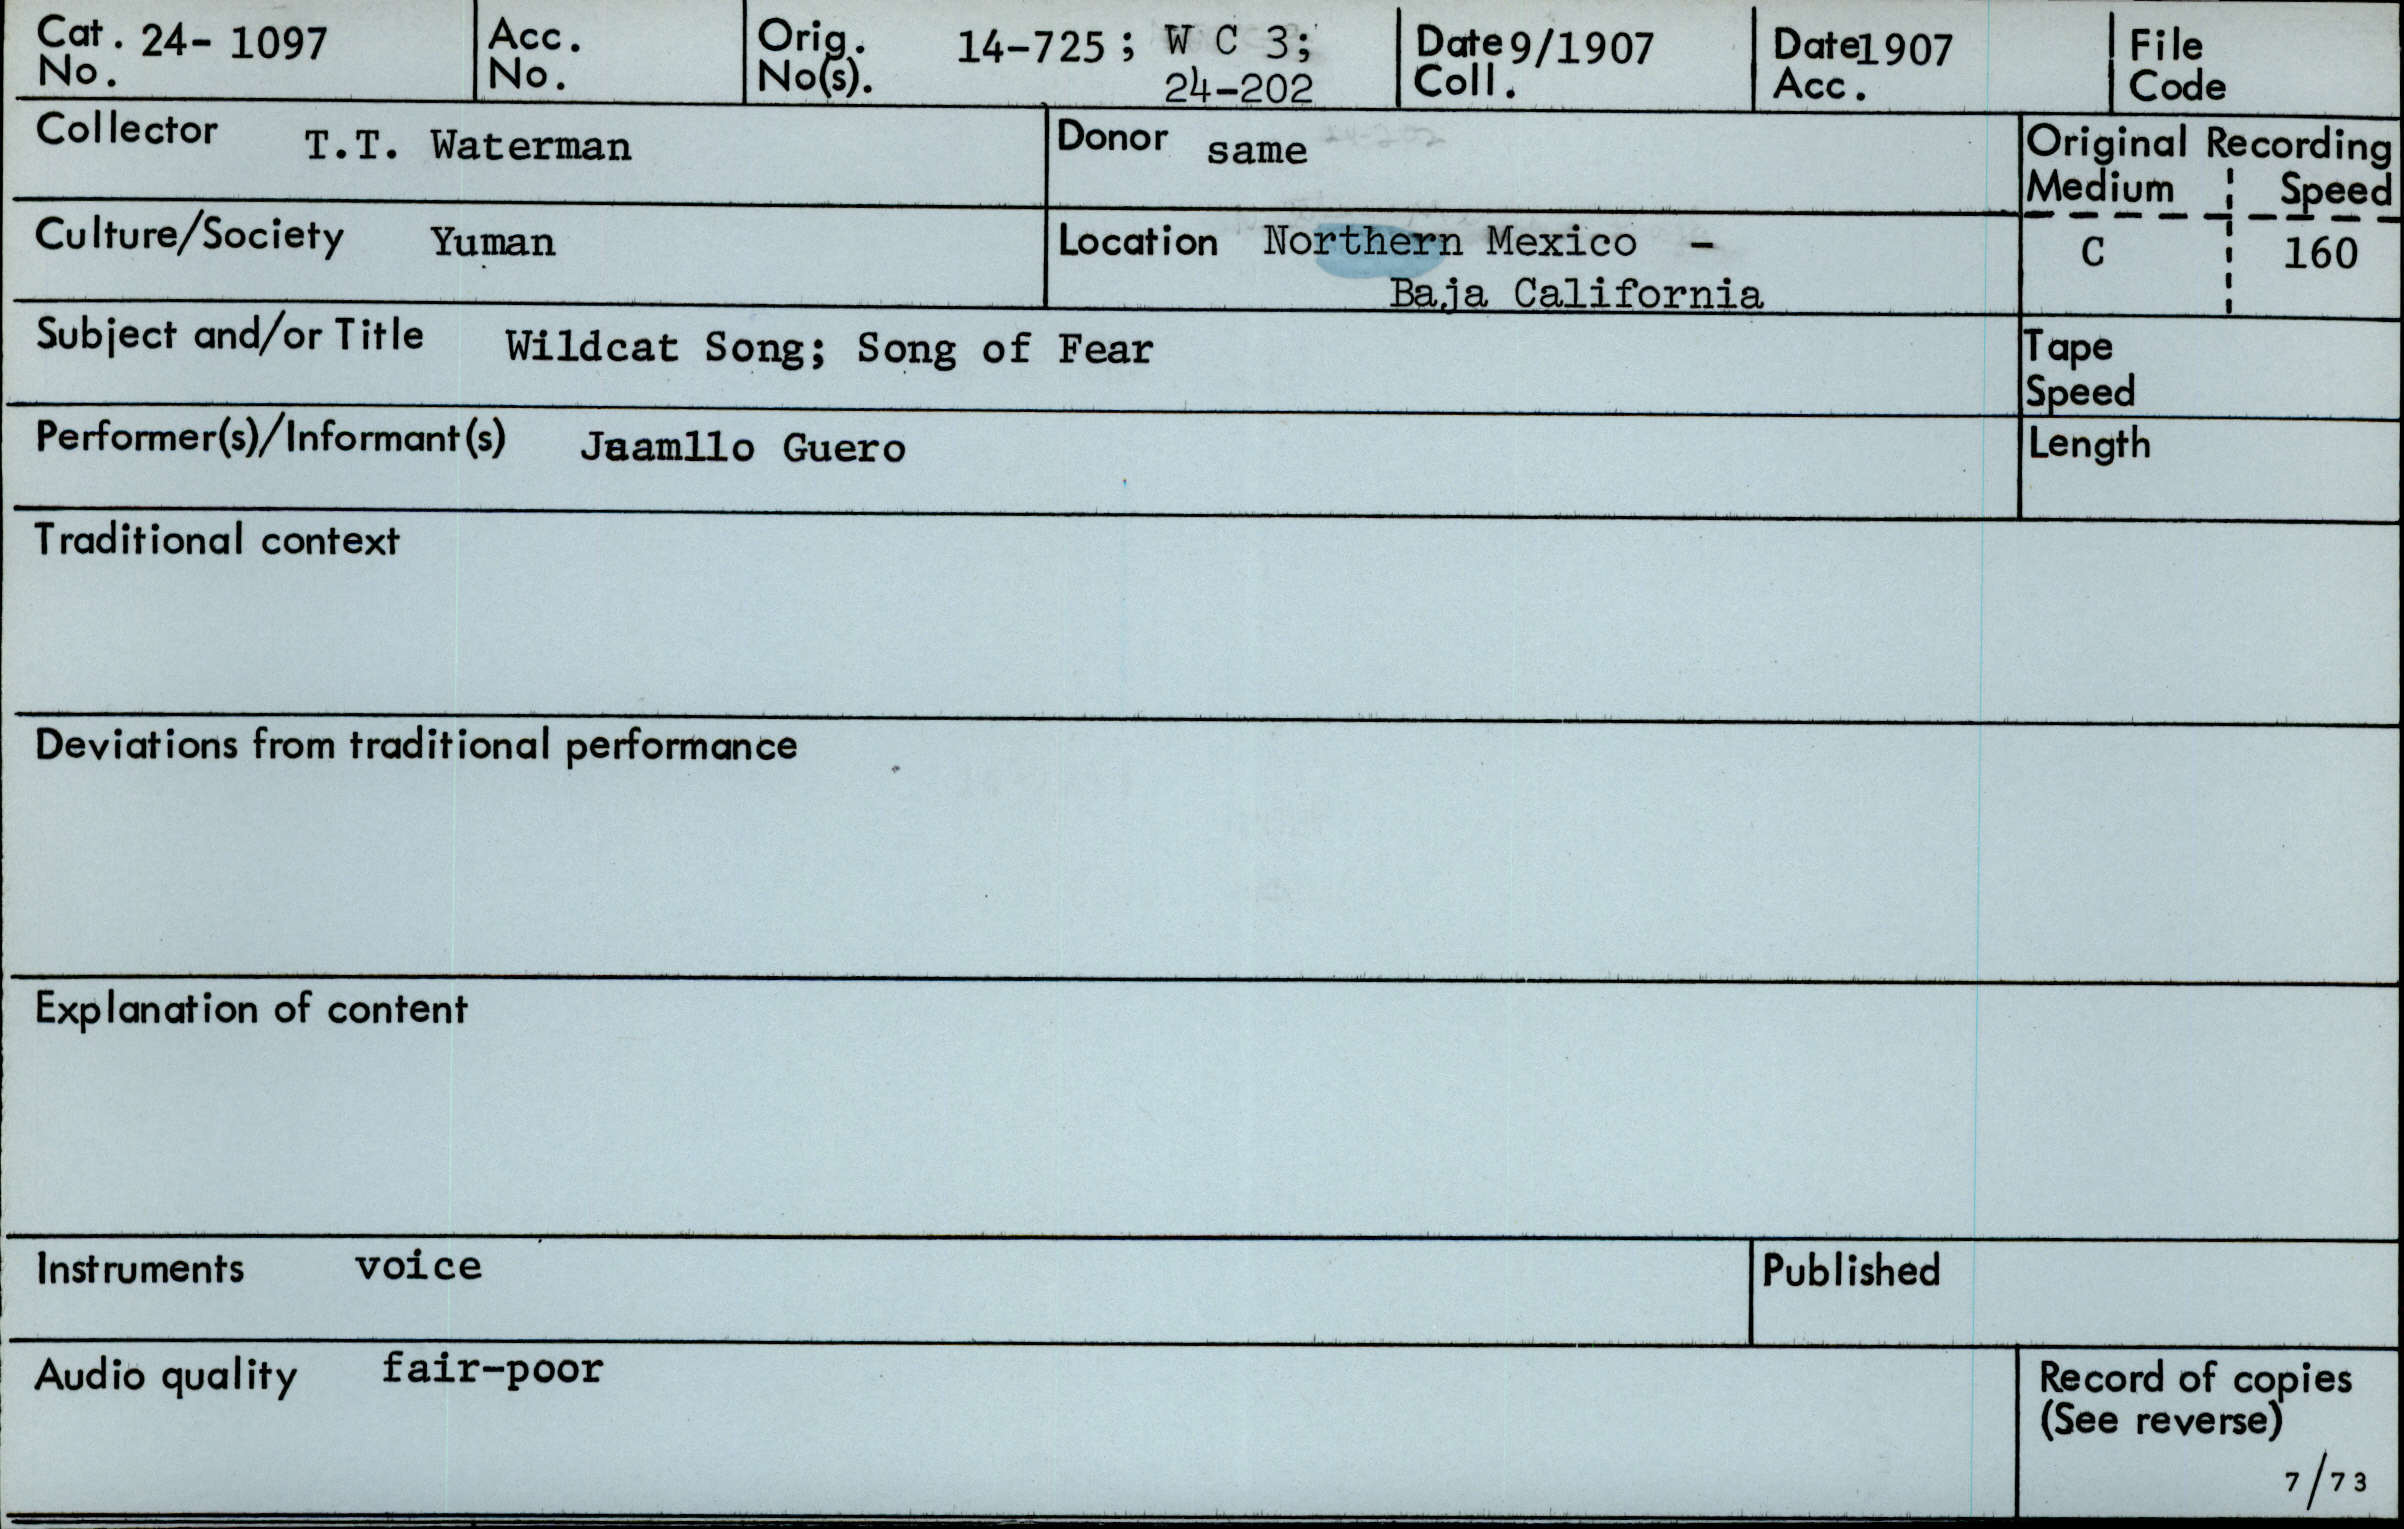 Cat. No. 24- 1097
Acc. No.
Orig. No(s). 14-725; W C 3; 24-202
Date Coll. 9/1907
Date Acc. 1907
File Code
Collector T.T. Waterman
Donor same
Original Recording
Medium Speed
C 160
Culture/Society Yuman
Location Northern Mexico -
Baja California
Subject and/or Title Wildcat Song; Song of Fear
Tape Speed
Performer(s)/Informant(s) Jaamllo Guero
Length
Traditional context
Deviations from traditional performance
Explanation of content
Instruments voice
Published
Audio quality fair-poor
Record of copies
(See reverse)
7/73